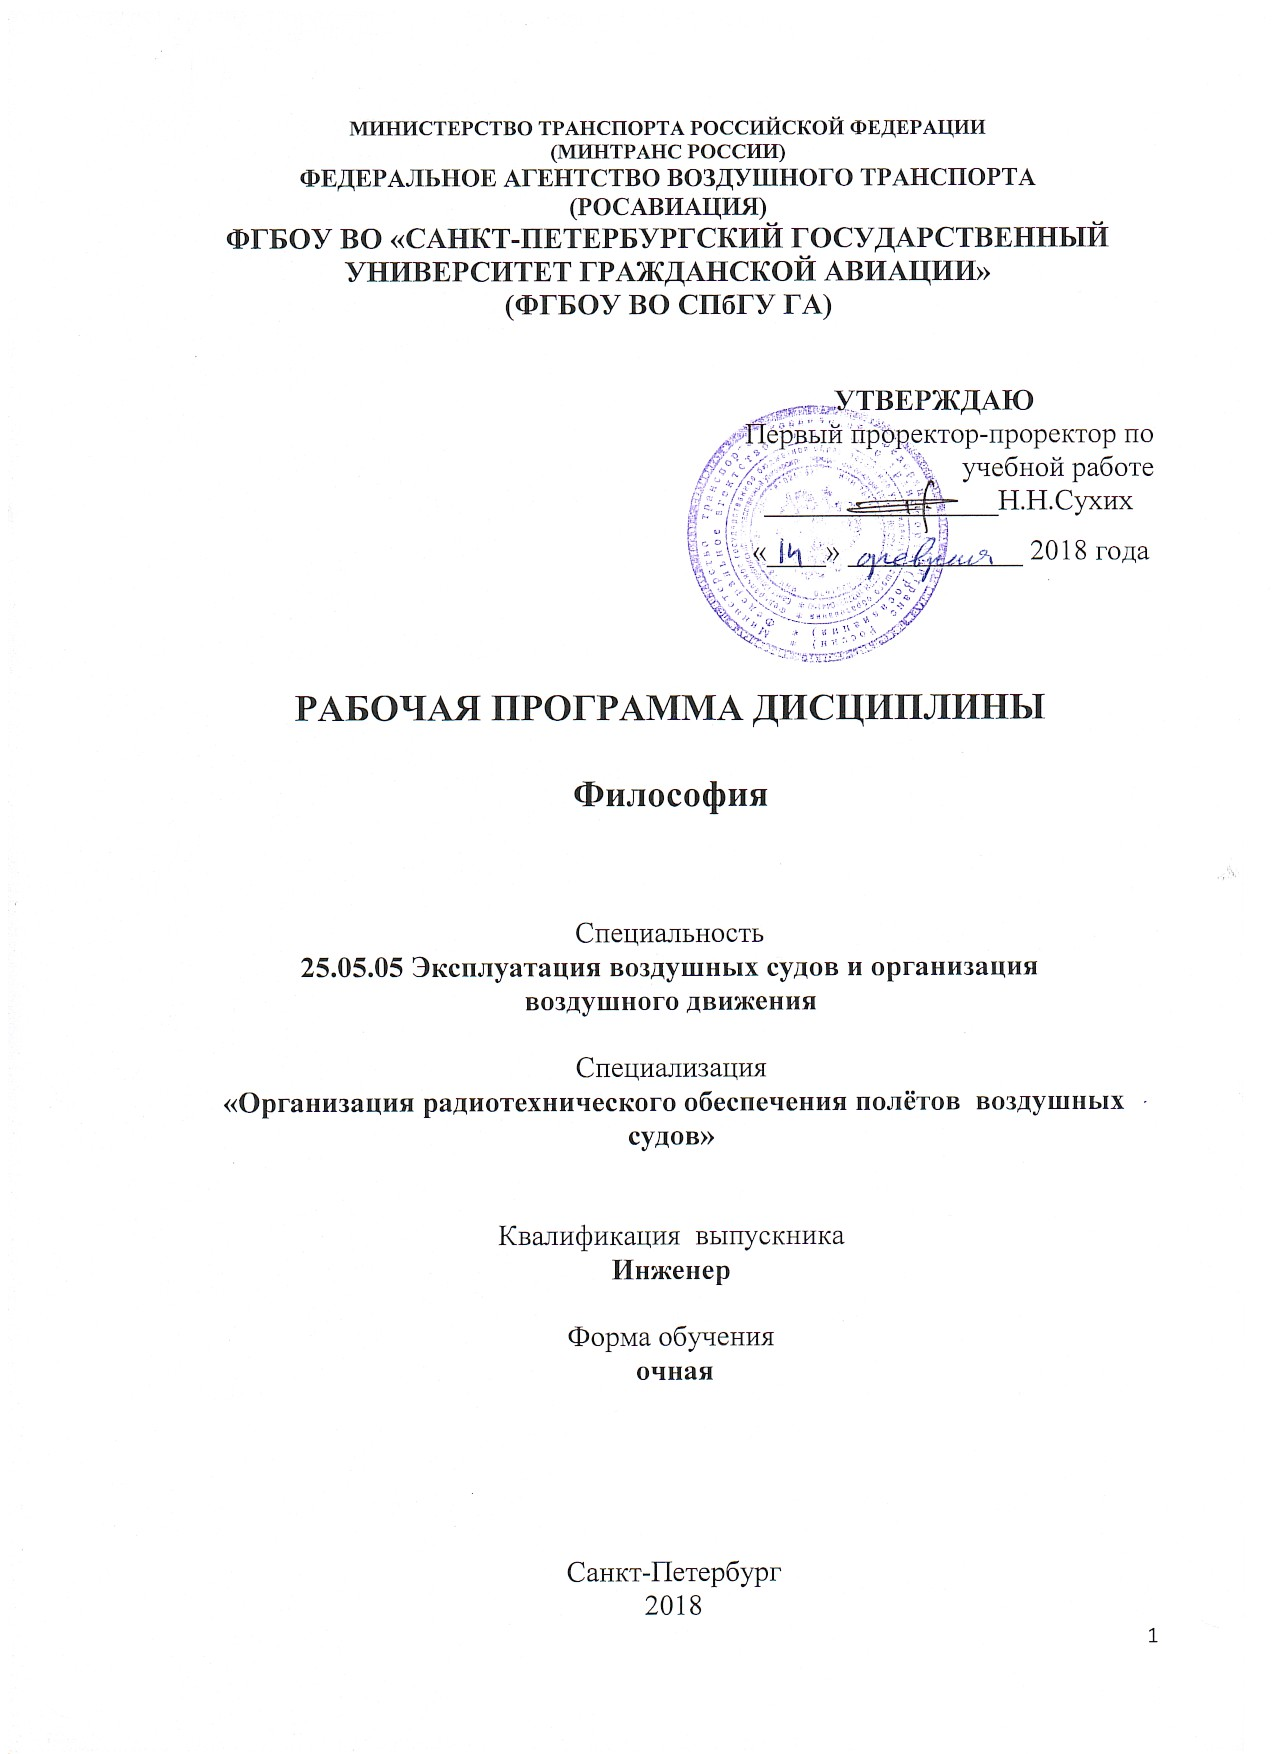 МИНИСТЕРСТВО ТРАНСПОРТА РОССИЙСКОЙ ФЕДЕРАЦИИ
(МИНТРАНС РОССИИ)
ФЕДЕРАЛЬНОЕ АГЕНТСТВО ВОЗДУШНОГО ТРАНСПОРТА
(РОСАВИАЦИЯ)
ФГБОУ ВО «САНКТ-ПЕТЕРБУРГСКИЙ ГОСУДАРСТВЕННЫЙ
УНИВЕРСИТЕТ ГРАЖДАНСКОЙ АВИАЦИИ»
(ФГБОУ ВО СПбГУ ГА)
УТВЕРЖДАЮ
Первый проректор-проректор по
учебной работе
Н.Н.Сухих
«14» февраля 2018 года
РАБОЧАЯ ПРОГРАММА ДИСЦИПЛИНЫ
Философия
Специальность
25.05.05 Эксплуатация воздушных судов и организация
воздушного движения
Специализация
«Организация радиотехнического обеспечения полётов воздушных
судов»
Квалификация выпускника
Инженер
Форма обучения
очная
Санкт-Петербург
2018
1